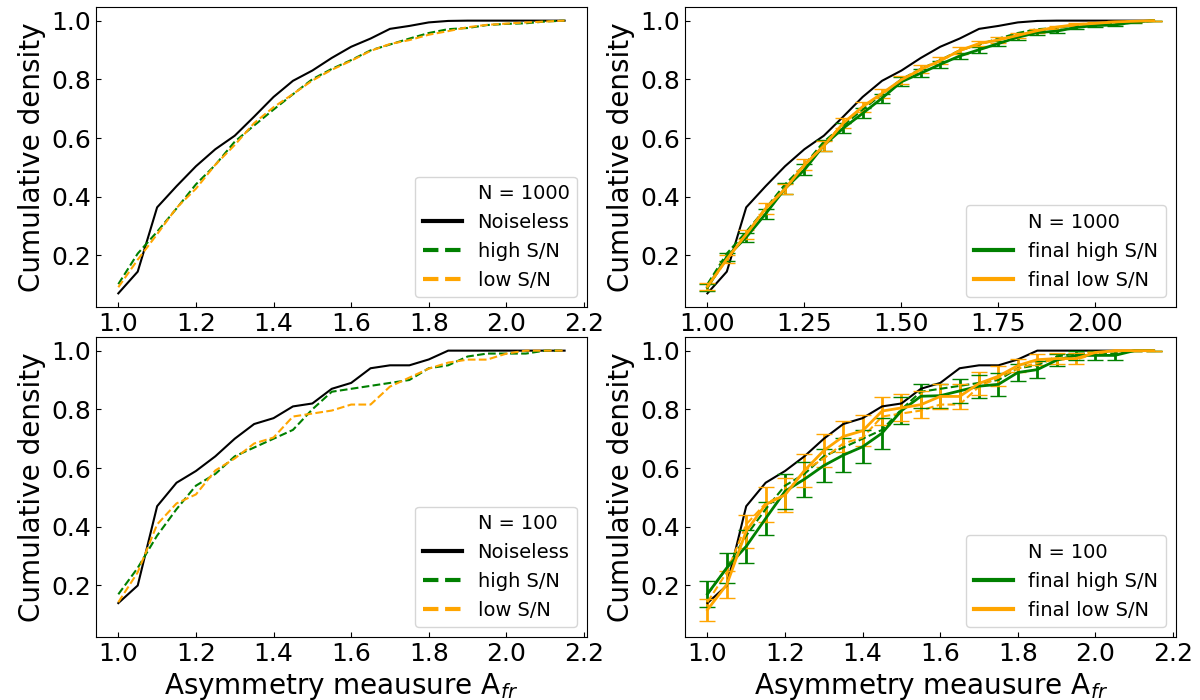 Cumulative density
1.0
0.8
0.6
0.4
0.2
N = 1000
Noiseless
high S/N
low S/N
1.0 1.2 1.4 1.6 1.8 2.0 2.2
Cumulative density
1.0
0.8
0.6
0.4
0.2
N = 1000
final high S/N
final low S/N
1.00 1.25 1.50 1.75 2.00
Cumulative density
1.0
0.8
0.6
0.4
0.2
N = 100
Noiseless
high S/N
low S/N
1.0 1.2 1.4 1.6 1.8 2.0 2.2
Asymmetry meausure A_fr
Cumulative density
1.0
0.8
0.6
0.4
0.2
N = 100
final high S/N
final low S/N
1.0 1.2 1.4 1.6 1.8 2.0 2.2
Asymmetry meausure A_fr